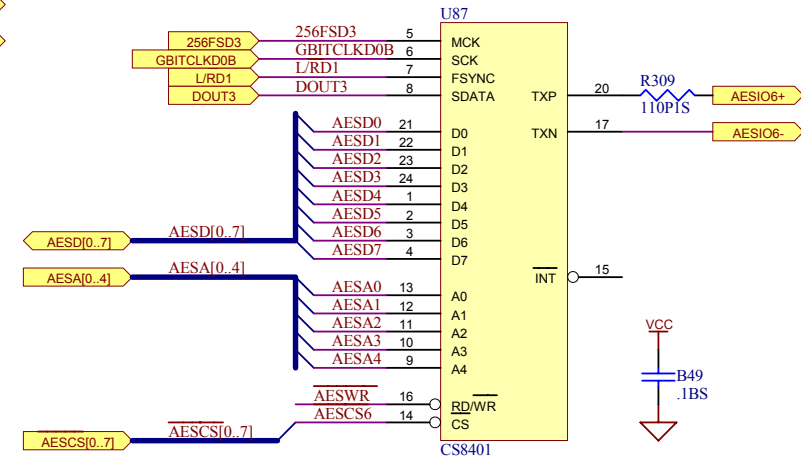 U87
256FSD3 256FSD3 5 MCK
GBITCLKD0B GBITCLKD0B 6 SCK
L/RD1 L/RD1 7 FSYNC
DOUT3 DOUT3 8 SDATA TXP 20 R309 110P1S AESIO6+
TXN 17 AESIO6-
AESD0 21 D0
AESD1 22 D1
AESD2 23 D2
AESD3 24 D3
AESD4 1 D4
AESD5 2 D5
AESD6 3 D6
AESD[0..7] AESD[0..7] AESD7 4 D7
AESA[0..4] AESA[0..4] INT 15
AESA0 13 A0
AESA1 12 A1
AESA2 11 A2
AESA3 10 A3
AESA4 9 A4
VCC
B49
.1BS
AESWR 16 RD/WR
AESCS6 14 CS
AESCS[0..7] AESCS[0..7]
CS8401